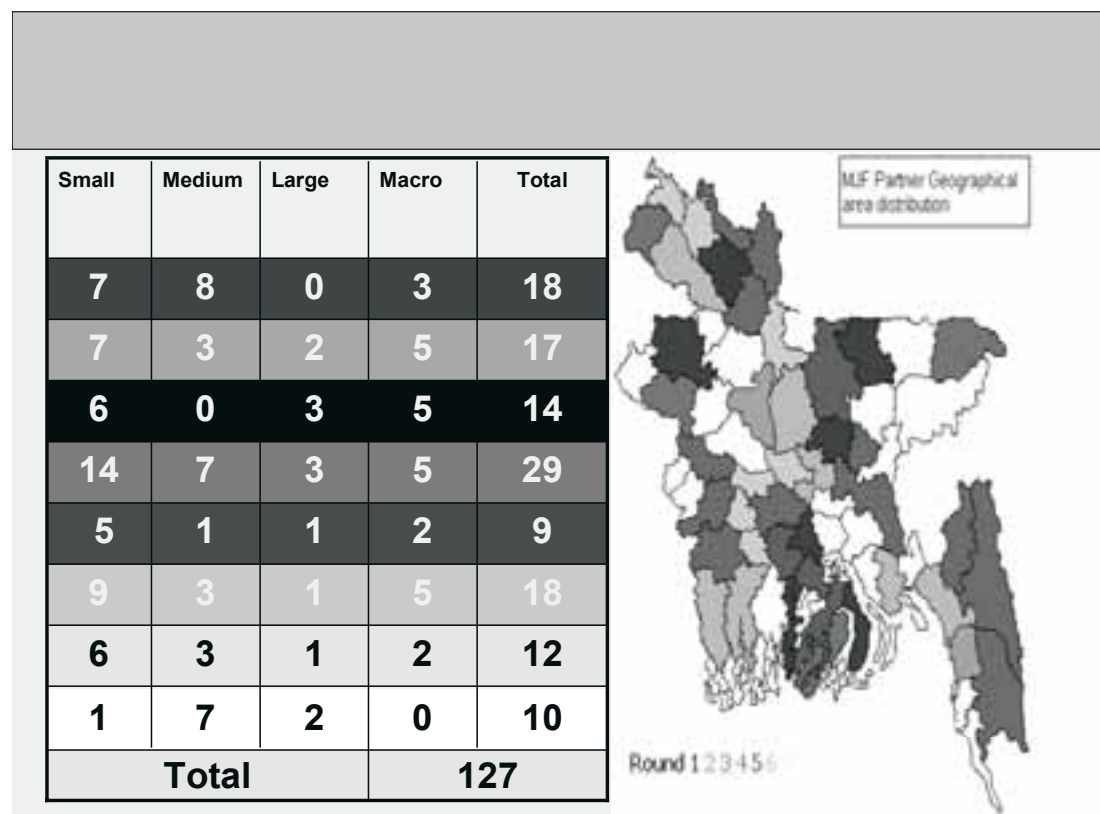 Small Medium Large Macro Total
7 8 0 3 18
7 3 2 5 17
6 0 3 5 14
14 7 3 5 29
5 1 1 2 9
9 3 1 5 18
6 3 1 2 12
1 7 2 0 10
Total 127
MJF Partner Geographical
area distribution
Round 1 2 3 4 5 6